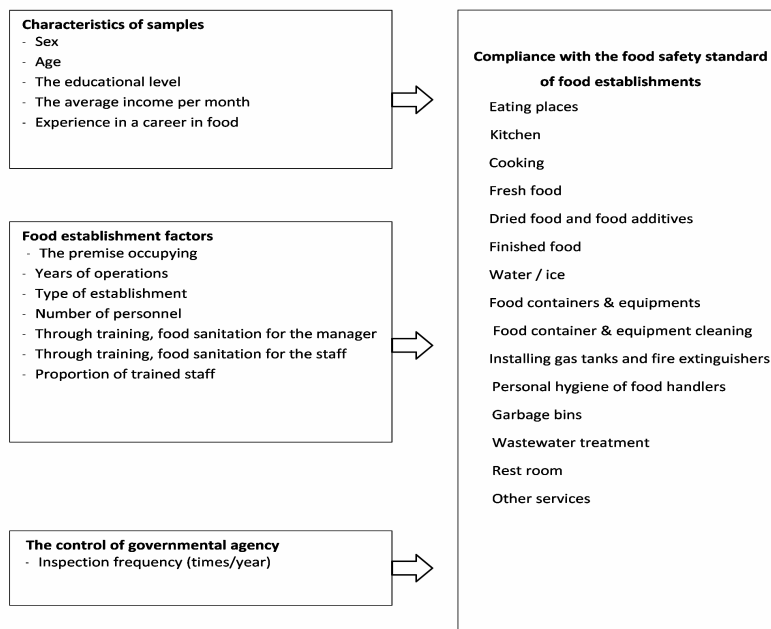 Characteristics of samples
- Sex
- Age
- The educational level
- The average income per month
- Experience in a career in food
Food establishment factors
- The premise occupying
- Years of operations
- Type of establishment
- Number of personnel
- Through training, food sanitation for the manager
- Through training, food sanitation for the staff
- Proportion of trained staff
The control of governmental agency
- Inspection frequency (times/year)
Compliance with the food safety standard
of food establishments
Eating places
Kitchen
Cooking
Fresh food
Dried food and food additives
Finished food
Water / ice
Food containers & equipments
Food container & equipment cleaning
Installing gas tanks and fire extinguishers
Personal hygiene of food handlers
Garbage bins
Wastewater treatment
Rest room
Other services